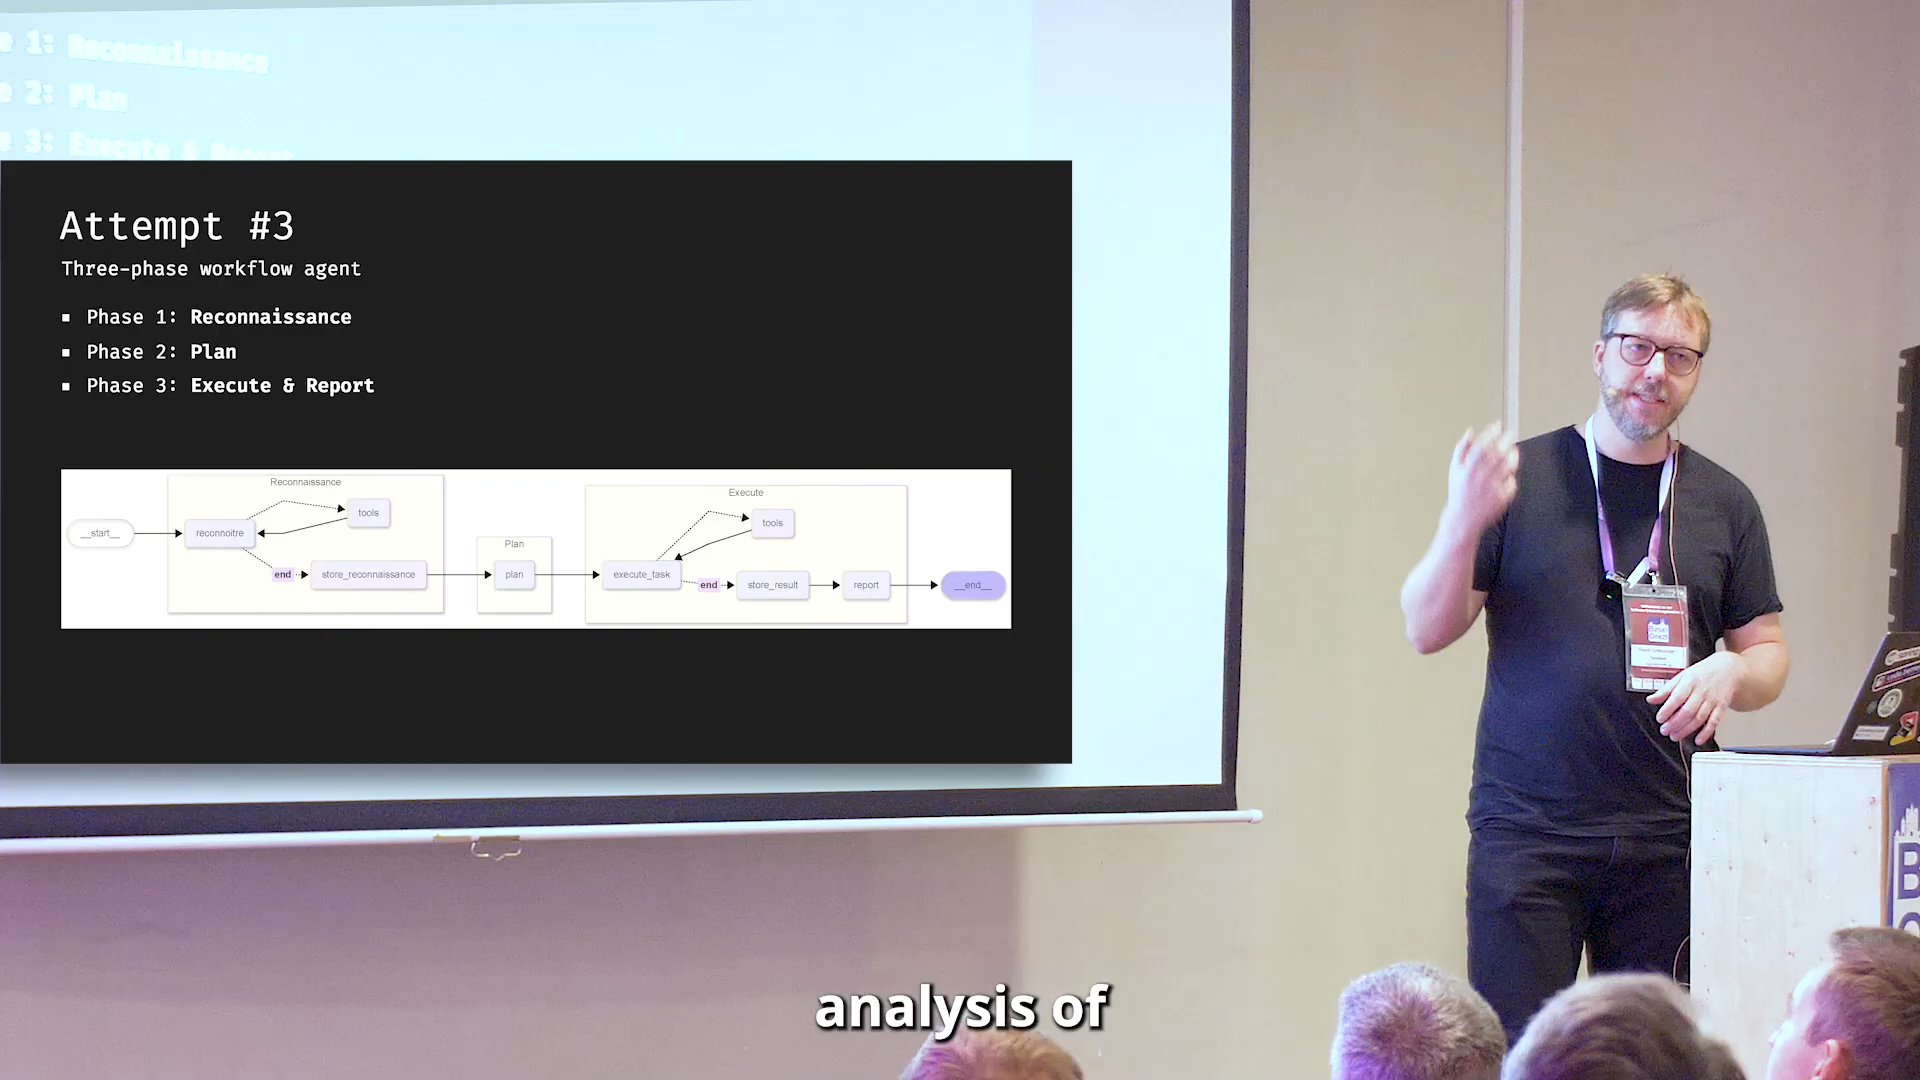 e 1: Reconnaissance
e 2: Plan
e 3: Execute & Report
Attempt #3
Three-phase workflow agent
▪ Phase 1: Reconnaissance
▪ Phase 2: Plan
▪ Phase 3: Execute & Report
Reconnaissance
tools
__start__
reconnoitre
end
store_reconnaissance
Plan
plan
Execute
tools
execute_task
end
store_result
report
__end__
analysis of
B